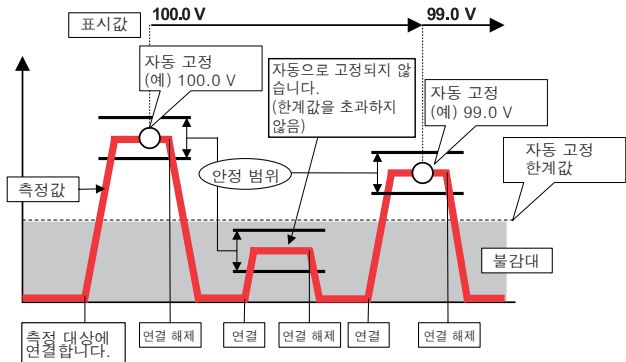 표시값
100.0 V
99.0 V
자동 고정
(예) 100.0 V
자동으로 고정되지 않
습니다.
(한계값을 초과하지
않음)
자동 고정
(예) 99.0 V
자동 고정
한계값
측정값
안정 범위
불감대
측정 대상에
연결합니다.
연결 해제
연결
연결 해제
연결
연결 해제